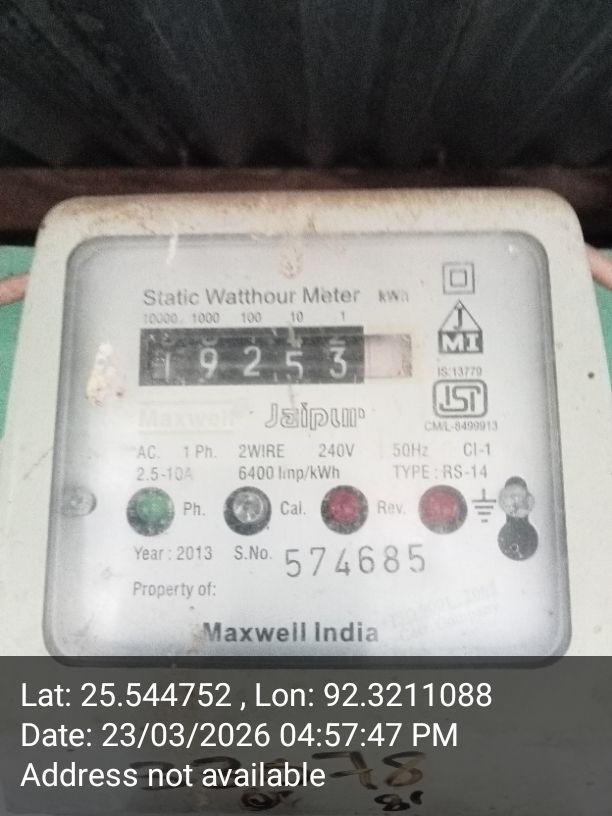 Static Watthour Meter kWh
10000 1000 100 10 1
1 9 2 5 3
J
MI
IS:13779
ISI
CM/L-8499913
Maxwell Jaipur
AC. 1 Ph. 2WIRE 240V 50Hz Cl-1
2.5-10A 6400 Imp/kWh TYPE : RS-14
Ph. Cal. Rev.
Year : 2013 S.No. 574685
Property of:
Maxwell India
Lat: 25.544752 , Lon: 92.3211088
Date: 23/03/2026 04:57:47 PM
Address not available